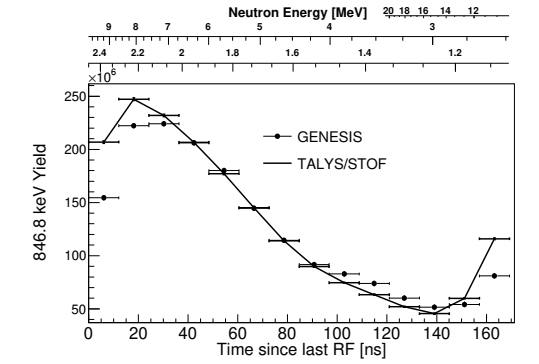 Neutron Energy [MeV]
20 18 16 14 12
9 8 7 6 5 4 3
2.4 2.2 2 1.8 1.6 1.4 1.2
×10⁶
250
200
150
100
50
846.8 keV Yield
GENESIS
TALYS/STOF
0 20 40 60 80 100 120 140 160
Time since last RF [ns]